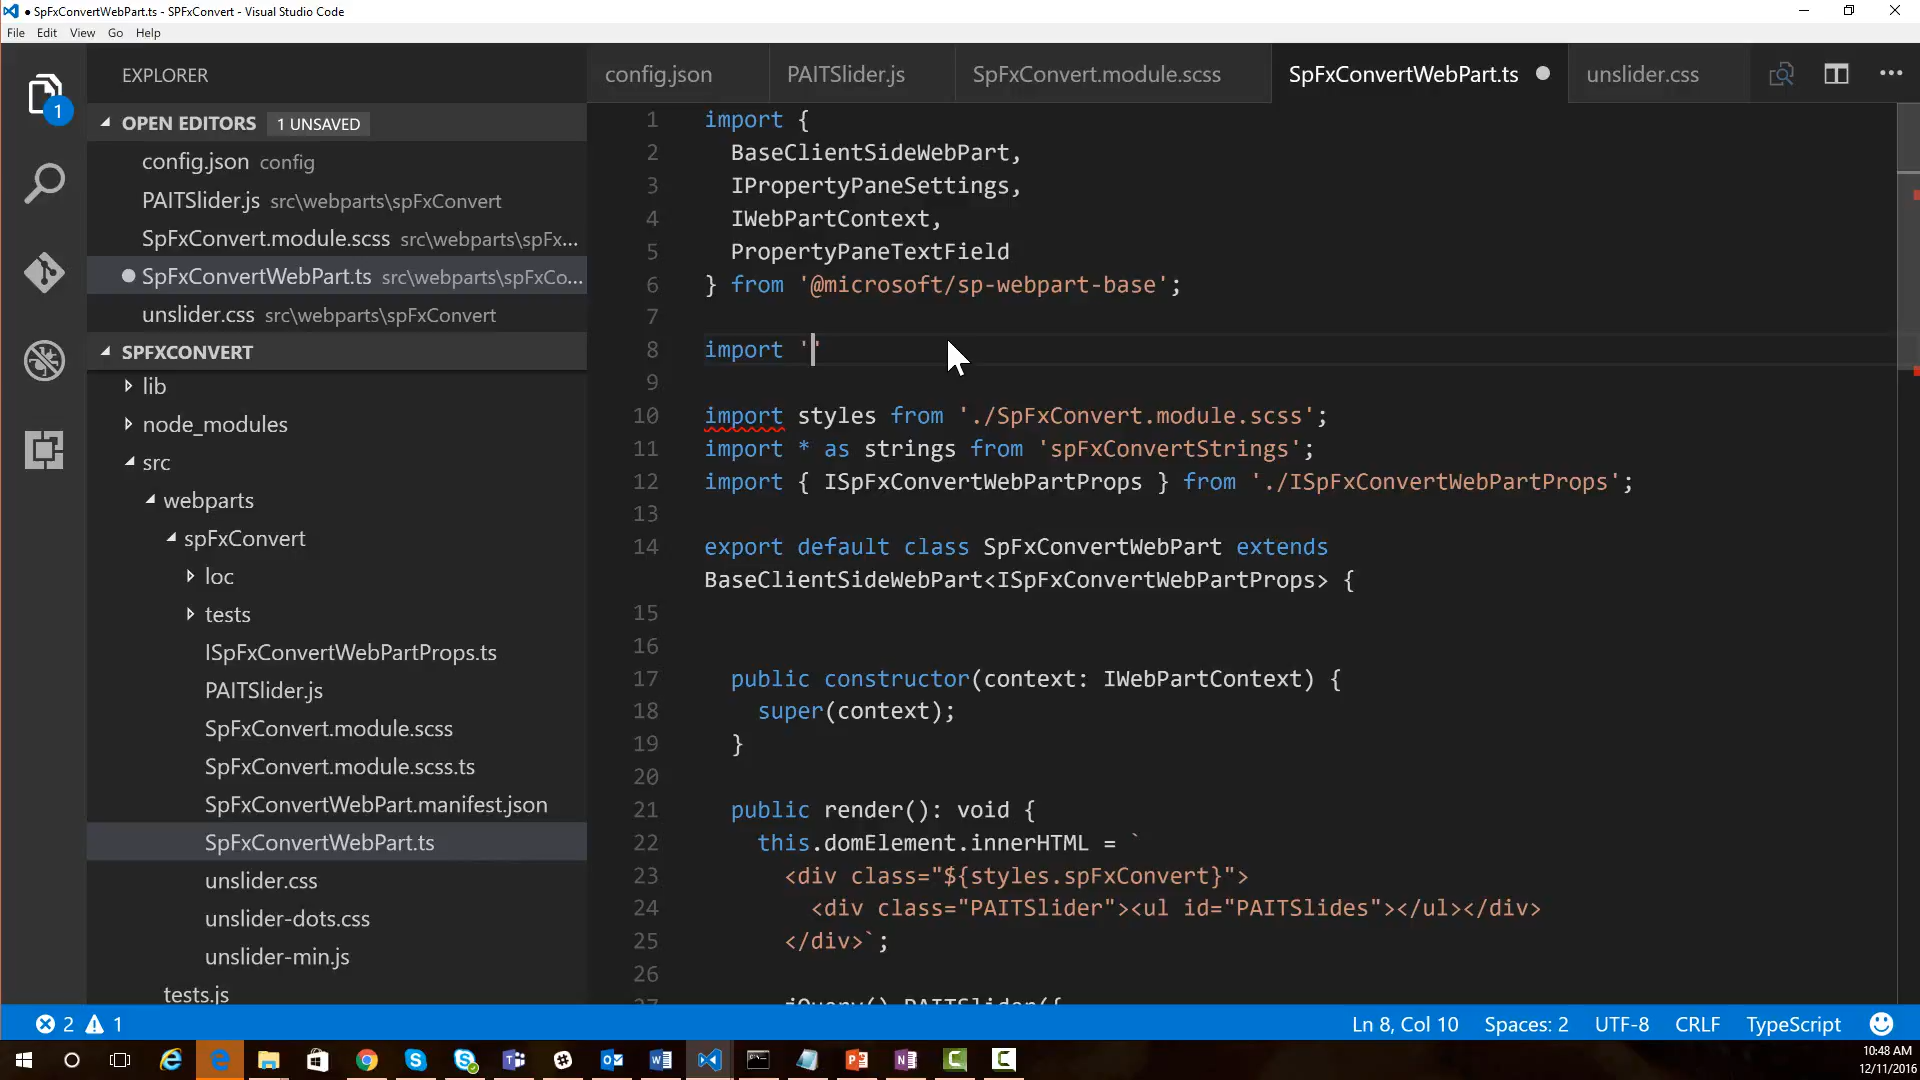 ● SpFxConvertWebPart.ts - SPFxConvert - Visual Studio Code
File Edit View Go Help
EXPLORER
config.json
PAITSlider.js
SpFxConvert.module.scss
SpFxConvertWebPart.ts
unslider.css
1
OPEN EDITORS 1 UNSAVED
config.json config
PAITSlider.js src\webparts\spFxConvert
SpFxConvert.module.scss src\webparts\spFx...
SpFxConvertWebPart.ts src\webparts\spFxCo...
unslider.css src\webparts\spFxConvert
SPFXCONVERT
lib
node_modules
src
webparts
spFxConvert
loc
tests
ISpFxConvertWebPartProps.ts
PAITSlider.js
SpFxConvert.module.scss
SpFxConvert.module.scss.ts
SpFxConvertWebPart.manifest.json
SpFxConvertWebPart.ts
unslider.css
unslider-dots.css
unslider-min.js
tests.js
1 import {
2 BaseClientSideWebPart,
3 IPropertyPaneSettings,
4 IWebPartContext,
5 PropertyPaneTextField
6 } from '@microsoft/sp-webpart-base';
7
8 import ''
9
10 import styles from './SpFxConvert.module.scss';
11 import * as strings from 'spFxConvertStrings';
12 import { ISpFxConvertWebPartProps } from './ISpFxConvertWebPartProps';
13
14 export default class SpFxConvertWebPart extends
BaseClientSideWebPart<ISpFxConvertWebPartProps> {
15
16
17 public constructor(context: IWebPartContext) {
18 super(context);
19 }
20
21 public render(): void {
22 this.domElement.innerHTML = `
23 <div class="${styles.spFxConvert}">
24 <div class="PAITSlider"><ul id="PAITSlides"></ul></div>
25 </div>`;
26
27 jQuery().PAITSlider({
2 1
Ln 8, Col 10 Spaces: 2 UTF-8 CRLF TypeScript
10:48 AM
12/11/2016